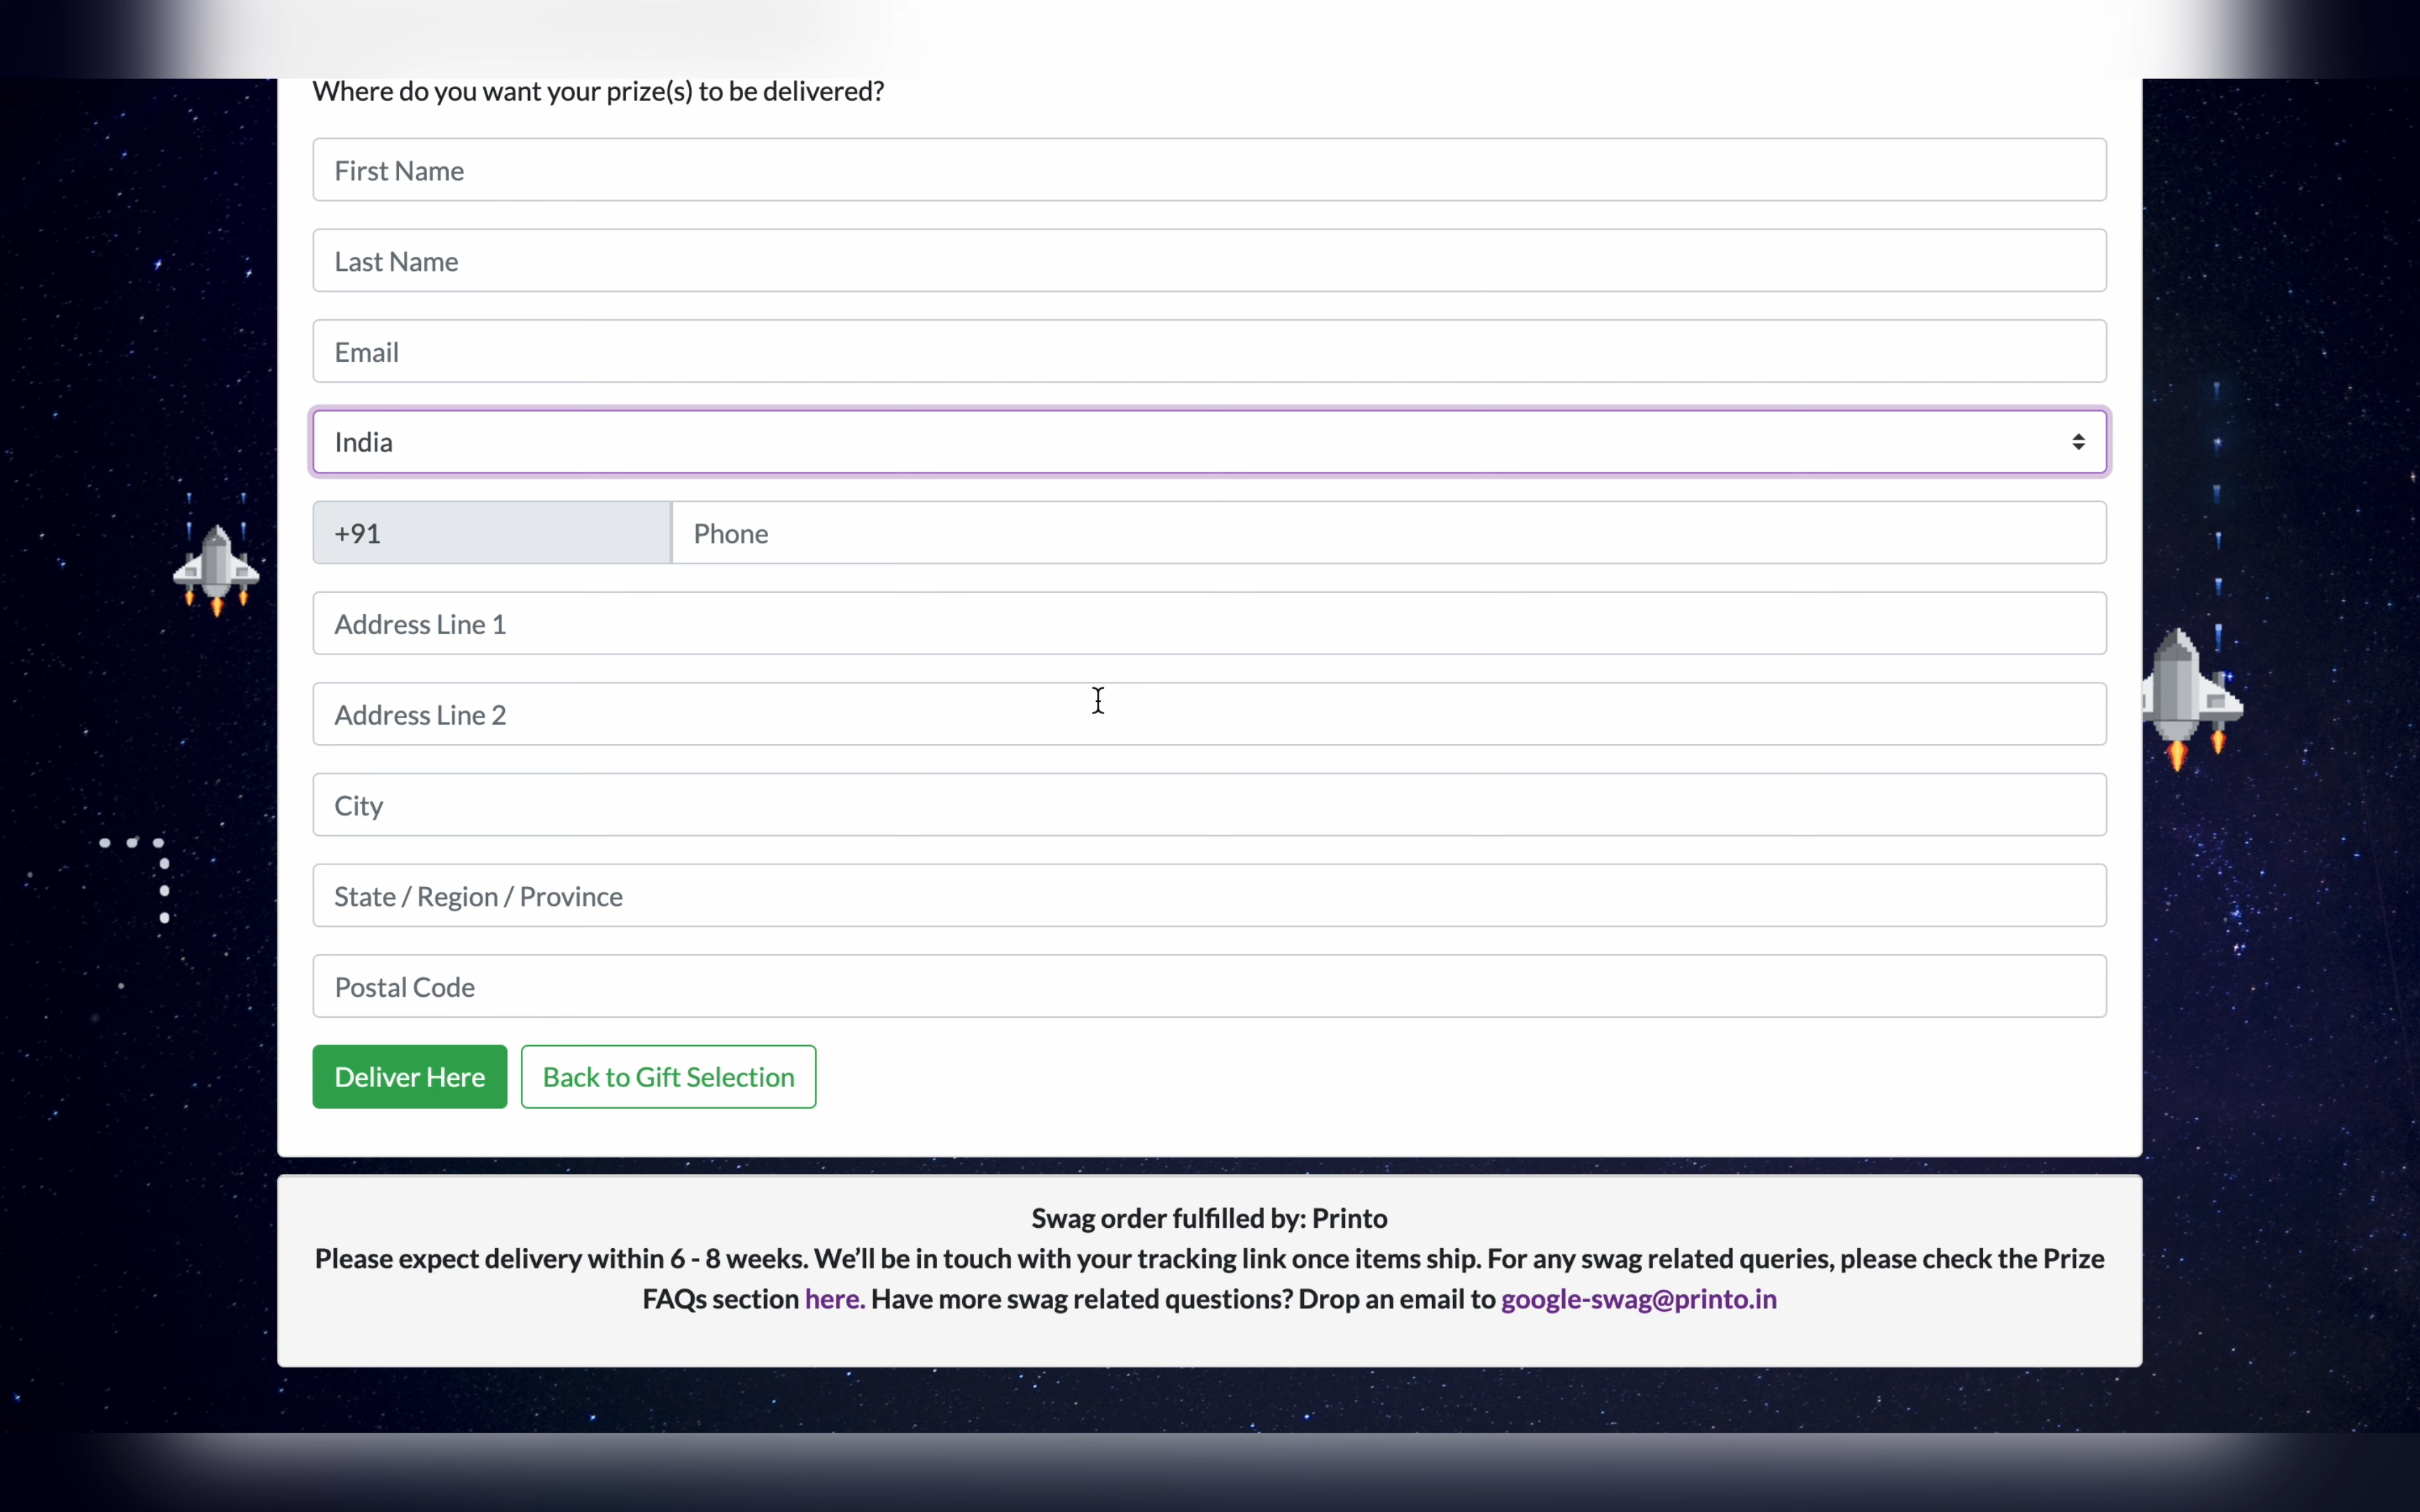 Where do you want your prize(s) to be delivered?
First Name
Last Name
Email
India
+91 Phone
Address Line 1
Address Line 2
City
State / Region / Province
Postal Code
Deliver Here Back to Gift Selection
Swag order fulfilled by: Printo
Please expect delivery within 6 - 8 weeks. We’ll be in touch with your tracking link once items ship. For any swag related queries, please check the Prize
FAQs section here. Have more swag related questions? Drop an email to google-swag@printo.in